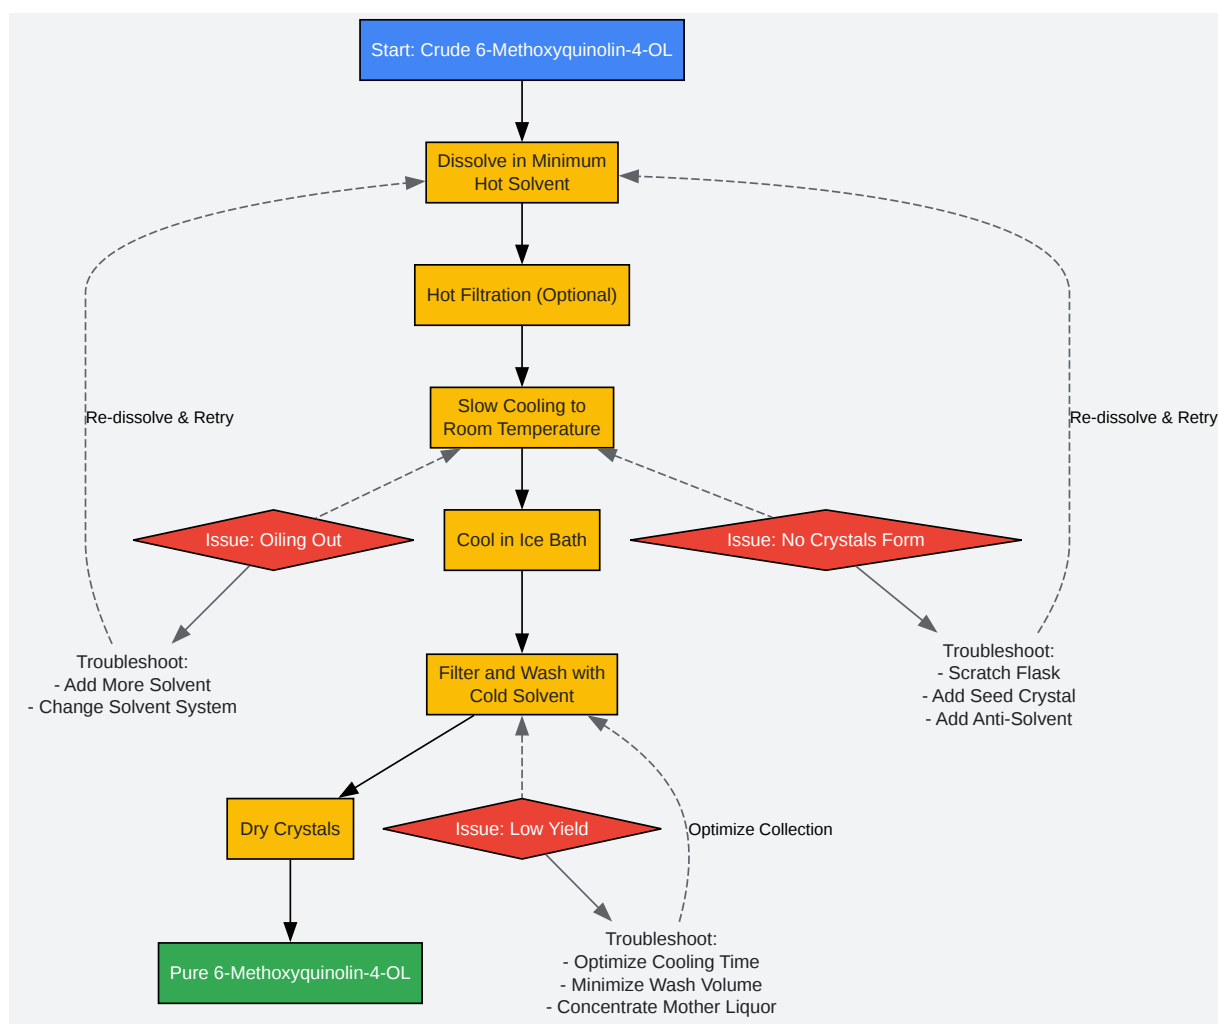 Start: Crude 6-Methoxyquinolin-4-OL
Dissolve in Minimum
Hot Solvent
Hot Filtration (Optional)
Slow Cooling to
Room Temperature
Re-dissolve & Retry
Re-dissolve & Retry
Issue: Oiling Out
Cool in Ice Bath
Issue: No Crystals Form
Troubleshoot:
- Add More Solvent
- Change Solvent System
Filter and Wash with
Cold Solvent
Troubleshoot:
- Scratch Flask
- Add Seed Crystal
- Add Anti-Solvent
Dry Crystals
Issue: Low Yield
Optimize Collection
Pure 6-Methoxyquinolin-4-OL
Troubleshoot:
- Optimize Cooling Time
- Minimize Wash Volume
- Concentrate Mother Liquor